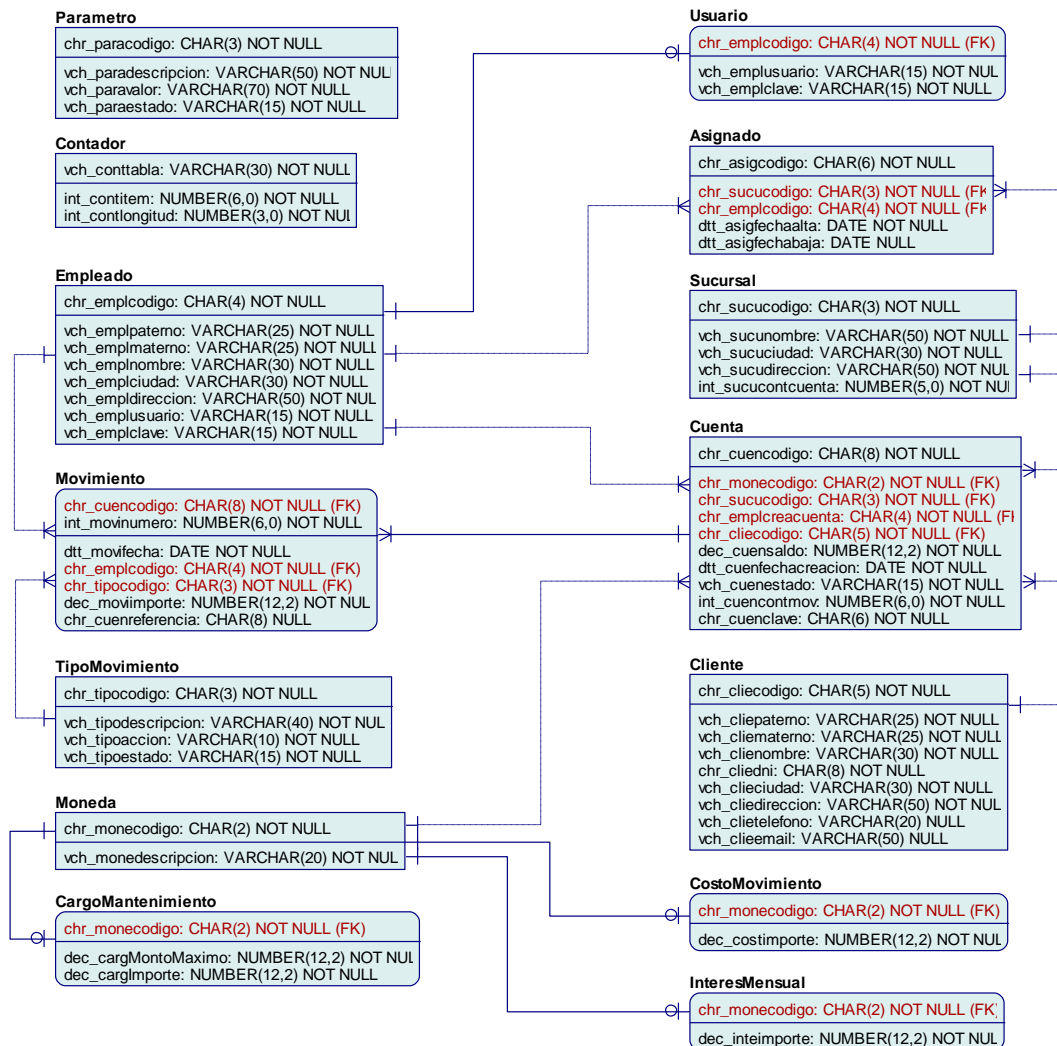 Parametro
chr_paracodigo: CHAR(3) NOT NULL
vch_paradescripcion: VARCHAR(50) NOT NUL
vch_paravalor: VARCHAR(70) NOT NULL
vch_paraestado: VARCHAR(15) NOT NULL
Contador
vch_conttabla: VARCHAR(30) NOT NULL
int_contitem: NUMBER(6,0) NOT NULL
int_contlongitud: NUMBER(3,0) NOT NUL
Empleado
chr_emplcodigo: CHAR(4) NOT NULL
vch_emplpaterno: VARCHAR(25) NOT NULL
vch_emplmaterno: VARCHAR(25) NOT NULL
vch_emplnombre: VARCHAR(30) NOT NULL
vch_emplciudad: VARCHAR(30) NOT NULL
vch_empldireccion: VARCHAR(50) NOT NULL
vch_emplusuario: VARCHAR(15) NOT NULL
vch_emplclave: VARCHAR(15) NOT NULL
Movimiento
chr_cuencodigo: CHAR(8) NOT NULL (FK)
int_movinumero: NUMBER(6,0) NOT NULL
dtt_movifecha: DATE NOT NULL
chr_emplcodigo: CHAR(4) NOT NULL (FK)
chr_tipocodigo: CHAR(3) NOT NULL (FK)
dec_moviimporte: NUMBER(12,2) NOT NUL
chr_cuenreferencia: CHAR(8) NULL
TipoMovimiento
chr_tipocodigo: CHAR(3) NOT NULL
vch_tipodescripcion: VARCHAR(40) NOT NUL
vch_tipoaccion: VARCHAR(10) NOT NULL
vch_tipoestado: VARCHAR(15) NOT NULL
Moneda
chr_monecodigo: CHAR(2) NOT NULL
vch_monedescripcion: VARCHAR(20) NOT NUL
CargoMantenimiento
chr_monecodigo: CHAR(2) NOT NULL (FK)
dec_cargMontoMaximo: NUMBER(12,2) NOT NUL
dec_cargImporte: NUMBER(12,2) NOT NULL
Usuario
chr_emplcodigo: CHAR(4) NOT NULL (FK)
vch_emplusuario: VARCHAR(15) NOT NUL
vch_emplclave: VARCHAR(15) NOT NULL
Asignado
chr_asigcodigo: CHAR(6) NOT NULL
chr_sucucodigo: CHAR(3) NOT NULL (FK
chr_emplcodigo: CHAR(4) NOT NULL (FK
dtt_asigfechaalta: DATE NOT NULL
dtt_asigfechabaja: DATE NULL
Sucursal
chr_sucucodigo: CHAR(3) NOT NULL
vch_sucunombre: VARCHAR(50) NOT NULL
vch_sucuciudad: VARCHAR(30) NOT NULL
vch_sucudireccion: VARCHAR(50) NOT NUL
int_sucucontcuenta: NUMBER(5,0) NOT NUL
Cuenta
chr_cuencodigo: CHAR(8) NOT NULL
chr_monecodigo: CHAR(2) NOT NULL (FK)
chr_sucucodigo: CHAR(3) NOT NULL (FK)
chr_emplcreacuenta: CHAR(4) NOT NULL (FK
chr_cliecodigo: CHAR(5) NOT NULL (FK)
dec_cuensaldo: NUMBER(12,2) NOT NULL
dtt_cuenfechacreacion: DATE NOT NULL
vch_cuenestado: VARCHAR(15) NOT NULL
int_cuencontmov: NUMBER(6,0) NOT NULL
chr_cuenclave: CHAR(6) NOT NULL
Cliente
chr_cliecodigo: CHAR(5) NOT NULL
vch_cliepaterno: VARCHAR(25) NOT NULL
vch_cliematerno: VARCHAR(25) NOT NULL
vch_clienombre: VARCHAR(30) NOT NULL
chr_cliedni: CHAR(8) NOT NULL
vch_clieciudad: VARCHAR(30) NOT NULL
vch_cliedireccion: VARCHAR(50) NOT NUL
vch_clietelefono: VARCHAR(20) NULL
vch_clieemail: VARCHAR(50) NULL
CostoMovimiento
chr_monecodigo: CHAR(2) NOT NULL (FK)
dec_costimporte: NUMBER(12,2) NOT NUL
InteresMensual
chr_monecodigo: CHAR(2) NOT NULL (FK)
dec_inteimporte: NUMBER(12,2) NOT NUL